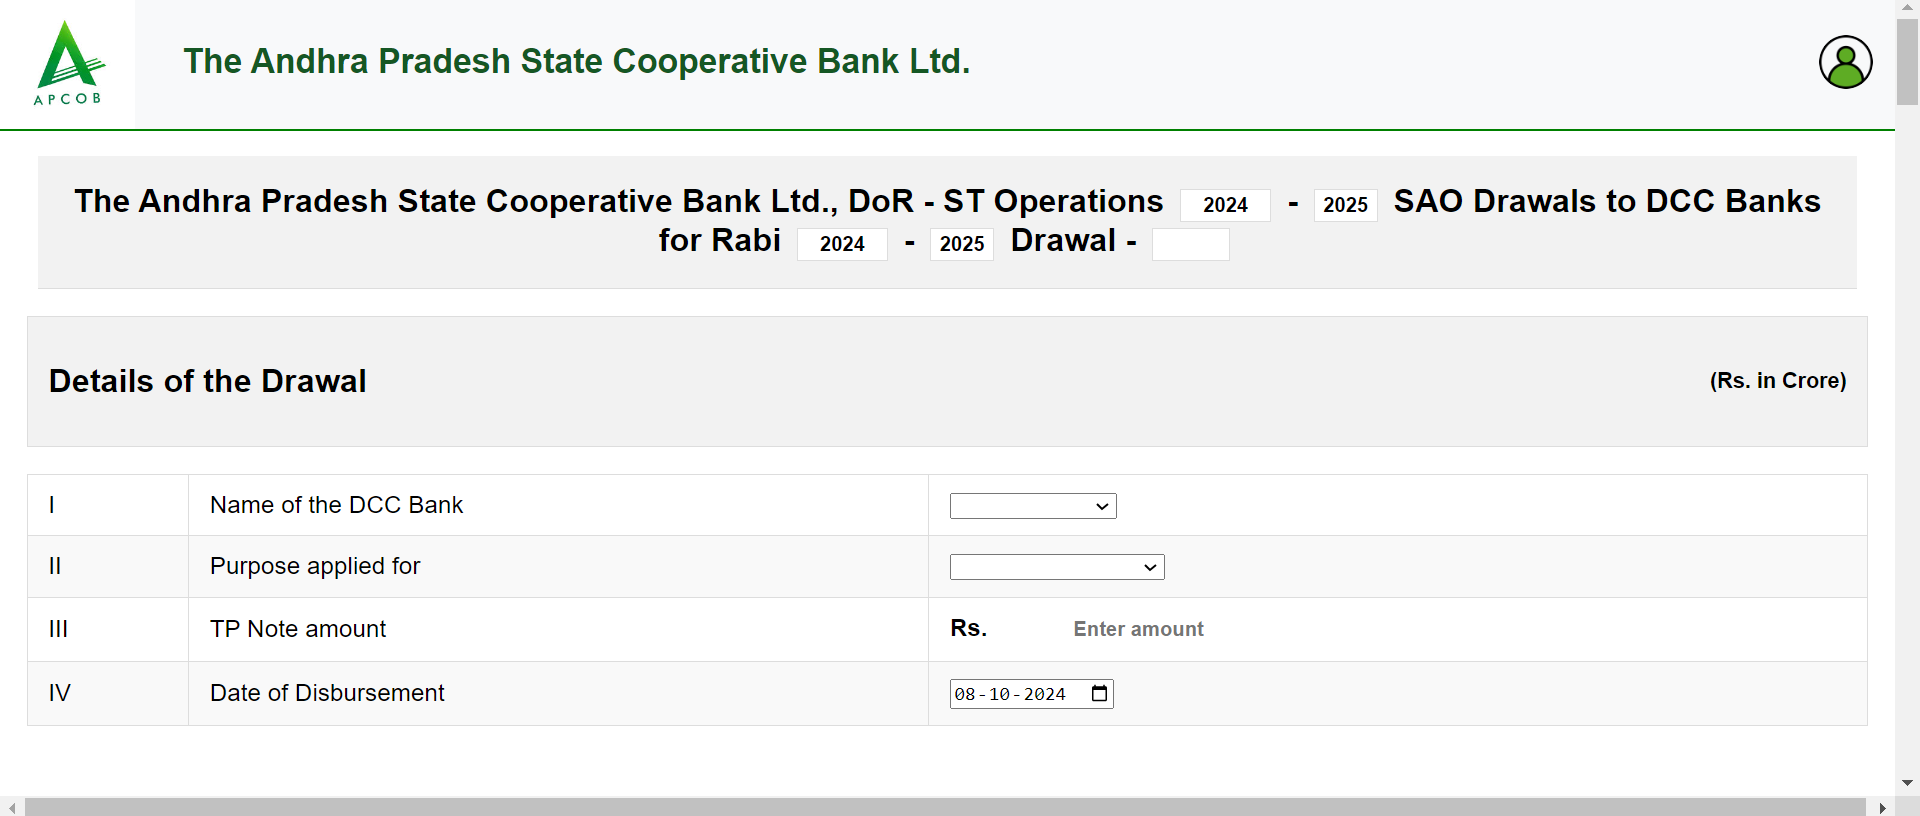 APCOB
The Andhra Pradesh State Cooperative Bank Ltd.
The Andhra Pradesh State Cooperative Bank Ltd., DoR - ST Operations 2024 - 2025 SAO Drawals to DCC Banks
for Rabi 2024 - 2025 Drawal -
Details of the Drawal (Rs. in Crore)
I Name of the DCC Bank
II Purpose applied for
III TP Note amount Rs. Enter amount
IV Date of Disbursement 08-10-2024